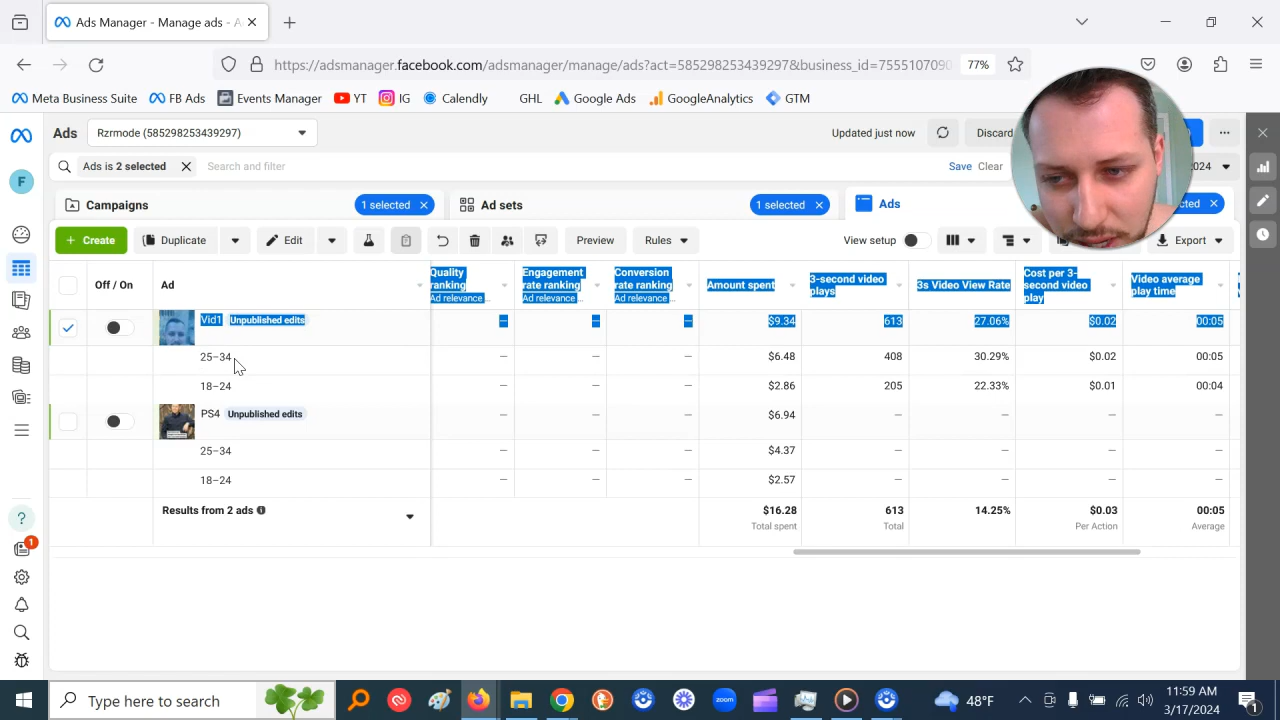 Ads Manager - Manage ads - A
https://adsmanager.facebook.com/adsmanager/manage/ads?act=585298253439297&business_id=7555107090
77%
Meta Business Suite
FB Ads
Events Manager
YT
IG
Calendly
GHL
Google Ads
GoogleAnalytics
GTM
Ads
Rzrmode (585298253439297)
Updated just now
Discard
F
Ads is 2 selected
Search and filter
Save
Clear
2024
Campaigns
1 selected
Ad sets
1 selected
Ads
Create
Duplicate
Edit
Preview
Rules
View setup
Export
Off / On
Ad
Quality ranking
Ad relevance ...
Engagement rate ranking
Ad relevance ...
Conversion rate ranking
Ad relevance ...
Amount spent
3-second video plays
3s Video View Rate
Cost per 3-second video play
Video average play time
Vid1 Unpublished edits — — — $9.34 613 27.06% $0.02 00:05
25–34 — — — $6.48 408 30.29% $0.02 00:05
18–24 — — — $2.86 205 22.33% $0.01 00:04
PS4 Unpublished edits — — — $6.94 — — — —
25–34 — — — $4.37 — — — —
18–24 — — — $2.57 — — — —
Results from 2 ads $16.28 613 14.25% $0.03 00:05
Total spent Total Per Action Average
1
Type here to search
zoom
48°F
11:59 AM
3/17/2024
1